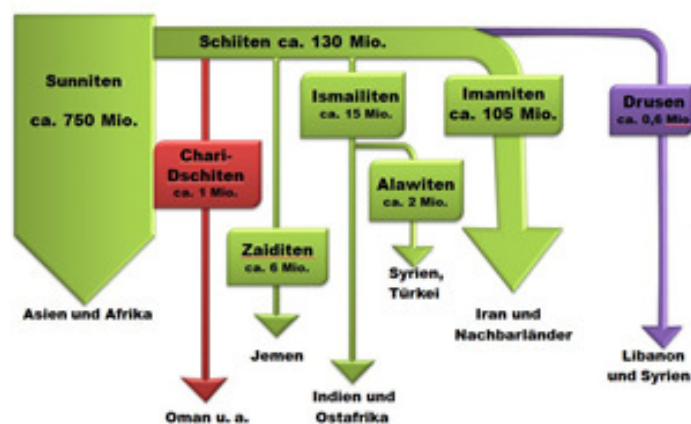 Schiiten ca. 130 Mio.
Sunniten
ca. 750 Mio.
Ismailiten
ca. 15 Mio.
Imamiten
ca. 105 Mio.
Drusen
ca. 0,6 Mio
Chari-
Dschiten
ca. 1 Mio.
Alawiten
ca. 2 Mio.
Zaiditen
ca. 6 Mio.
Syrien,
Türkei
Asien und Afrika
Iran und
Nachbarländer
Jemen
Libanon
und Syrien
Indien und
Ostafrika
Oman u. a.